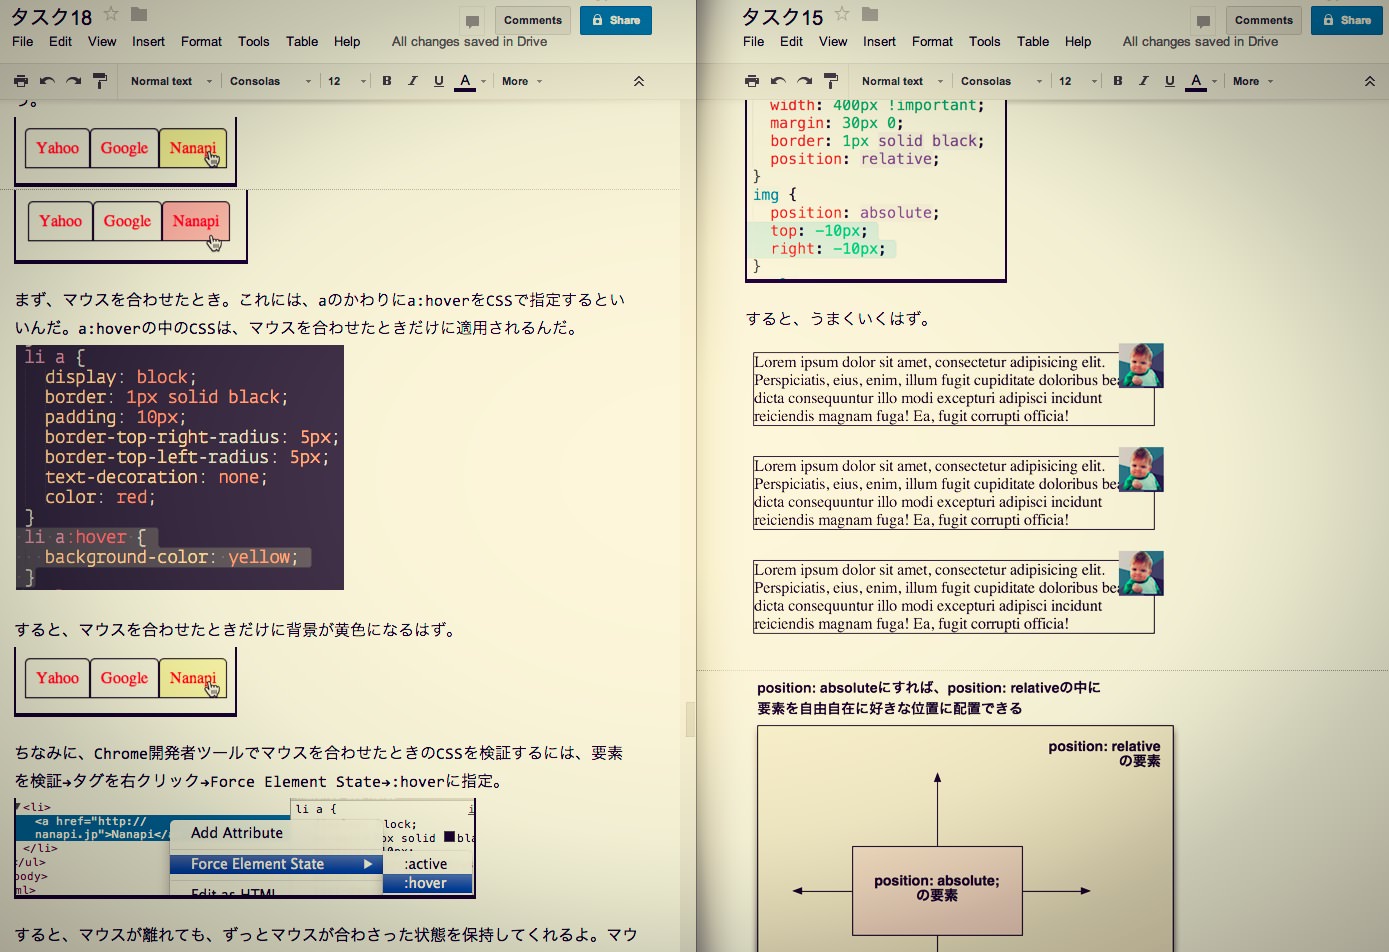 タスク18
Comments
Share
File Edit View Insert Format Tools Table Help All changes saved in Drive
Normal text Consolas 12 B I U A More
う。
Yahoo Google Nanapi
Yahoo Google Nanapi
まず、マウスを合わせたとき。これには、aのかわりにa:hoverをCSSで指定するとい
いんだ。a:hoverの中のCSSは、マウスを合わせたときだけに適用されるんだ。
li a {
display: block;
border: 1px solid black;
padding: 10px;
border-top-right-radius: 5px;
border-top-left-radius: 5px;
text-decoration: none;
color: red;
}
li a:hover {
background-color: yellow;
}
すると、マウスを合わせたときだけに背景が黄色になるはず。
Yahoo Google Nanapi
ちなみに、Chrome開発者ツールでマウスを合わせたときのCSSを検証するには、要素
を検証→タグを右クリック→Force Element State→:hoverに指定。
<li>
<a href="http://
nanapi.jp">Nanapi</a
</li>
/ul>
body>
ml>
li a {
lock;
px solid bla
10px;
Add Attribute
Force Element State
Edit as HTML
:active
:hover
すると、マウスが離れても、ずっとマウスが合わさった状態を保持してくれるよ。マウ
タスク15
Comments
Share
File Edit View Insert Format Tools Table Help All changes saved in Drive
Normal text Consolas 12 B I U A More
width: 400px !important;
margin: 30px 0;
border: 1px solid black;
position: relative;
}
img {
position: absolute;
top: -10px;
right: -10px;
}
すると、うまくいくはず。
Lorem ipsum dolor sit amet, consectetur adipisicing elit.
Perspiciatis, eius, enim, illum fugit cupiditate doloribus bea
dicta consequuntur illo modi excepturi adipisci incidunt
reiciendis magnam fuga! Ea, fugit corrupti officia!
Lorem ipsum dolor sit amet, consectetur adipisicing elit.
Perspiciatis, eius, enim, illum fugit cupiditate doloribus bea
dicta consequuntur illo modi excepturi adipisci incidunt
reiciendis magnam fuga! Ea, fugit corrupti officia!
Lorem ipsum dolor sit amet, consectetur adipisicing elit.
Perspiciatis, eius, enim, illum fugit cupiditate doloribus bea
dicta consequuntur illo modi excepturi adipisci incidunt
reiciendis magnam fuga! Ea, fugit corrupti officia!
position: absoluteにすれば、position: relativeの中に
要素を自由自在に好きな位置に配置できる
position: relative
の要素
position: absolute;
の要素